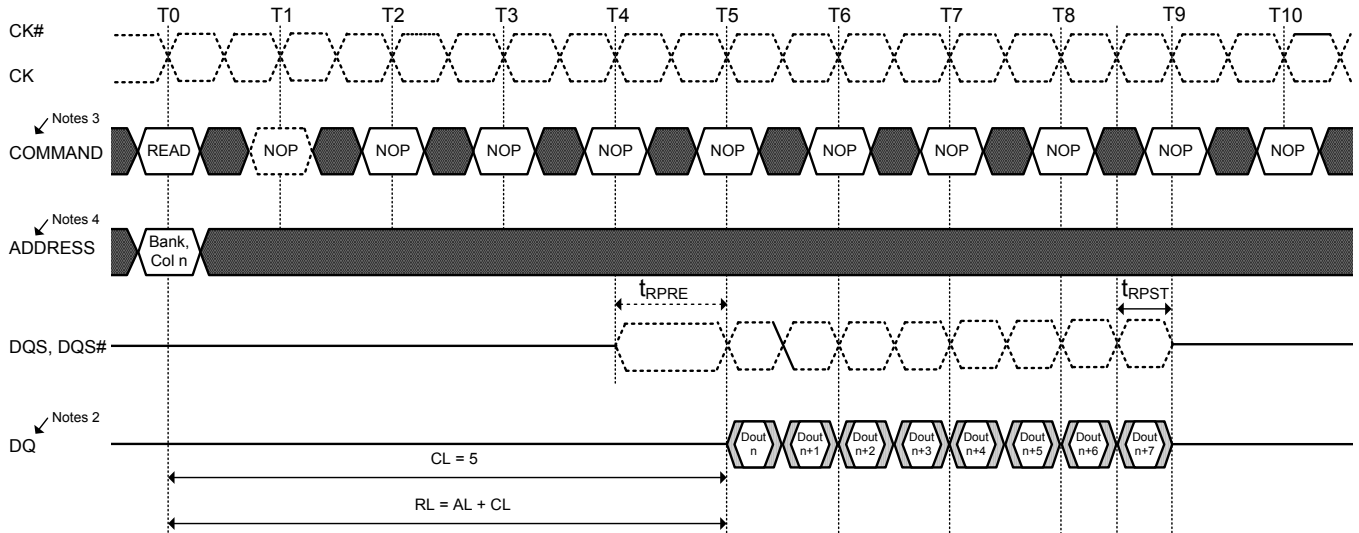 T0 T1 T2 T3 T4 T5 T6 T7 T8 T9 T10
CK#
CK
Notes 3
COMMAND READ NOP NOP NOP NOP NOP NOP NOP NOP NOP NOP
Notes 4
ADDRESS Bank, Col n
tRPRE tRPST
DQS, DQS#
Notes 2
DQ Dout n Dout n+1 Dout n+2 Dout n+3 Dout n+4 Dout n+5 Dout n+6 Dout n+7
CL = 5
RL = AL + CL